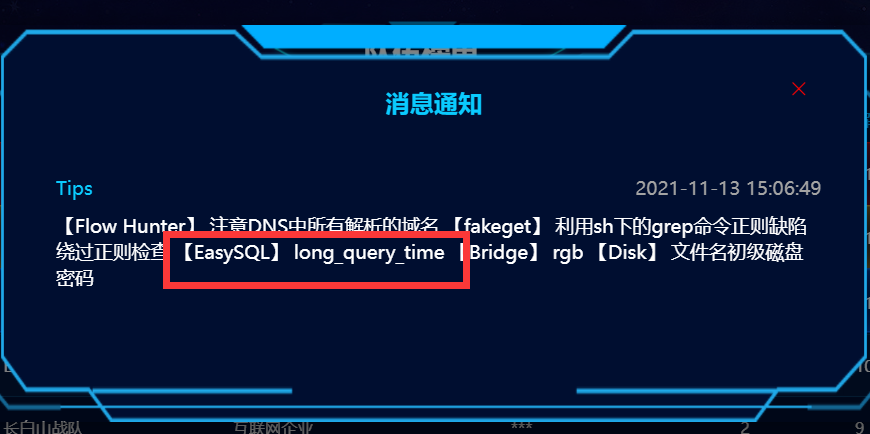 消息通知
Tips
2021-11-13 15:06:49
【Flow Hunter】 注意DNS中所有解析的域名 【fakeget】 利用sh下的grep命令正则缺陷
绕过正则检查 【EasySQL】 long_query_time 【Bridge】 rgb 【Disk】 文件名初级磁盘
密码
长白山战队 互联网企业 *** 2 9